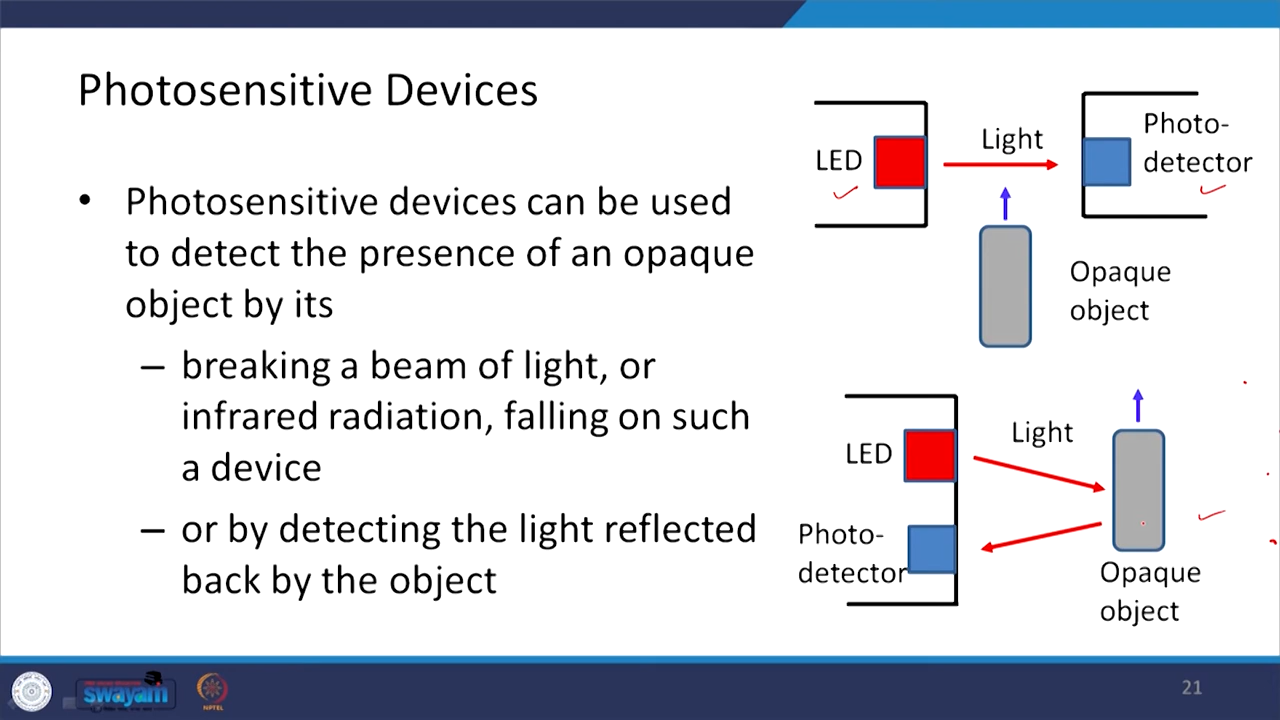 Photosensitive Devices
• Photosensitive devices can be used
to detect the presence of an opaque
object by its
– breaking a beam of light, or
infrared radiation, falling on such
a device
– or by detecting the light reflected
back by the object
LED
Light
Photo-
detector
Opaque
object
LED
Light
Photo-
detector
Opaque
object
swayam
NPTEL
21